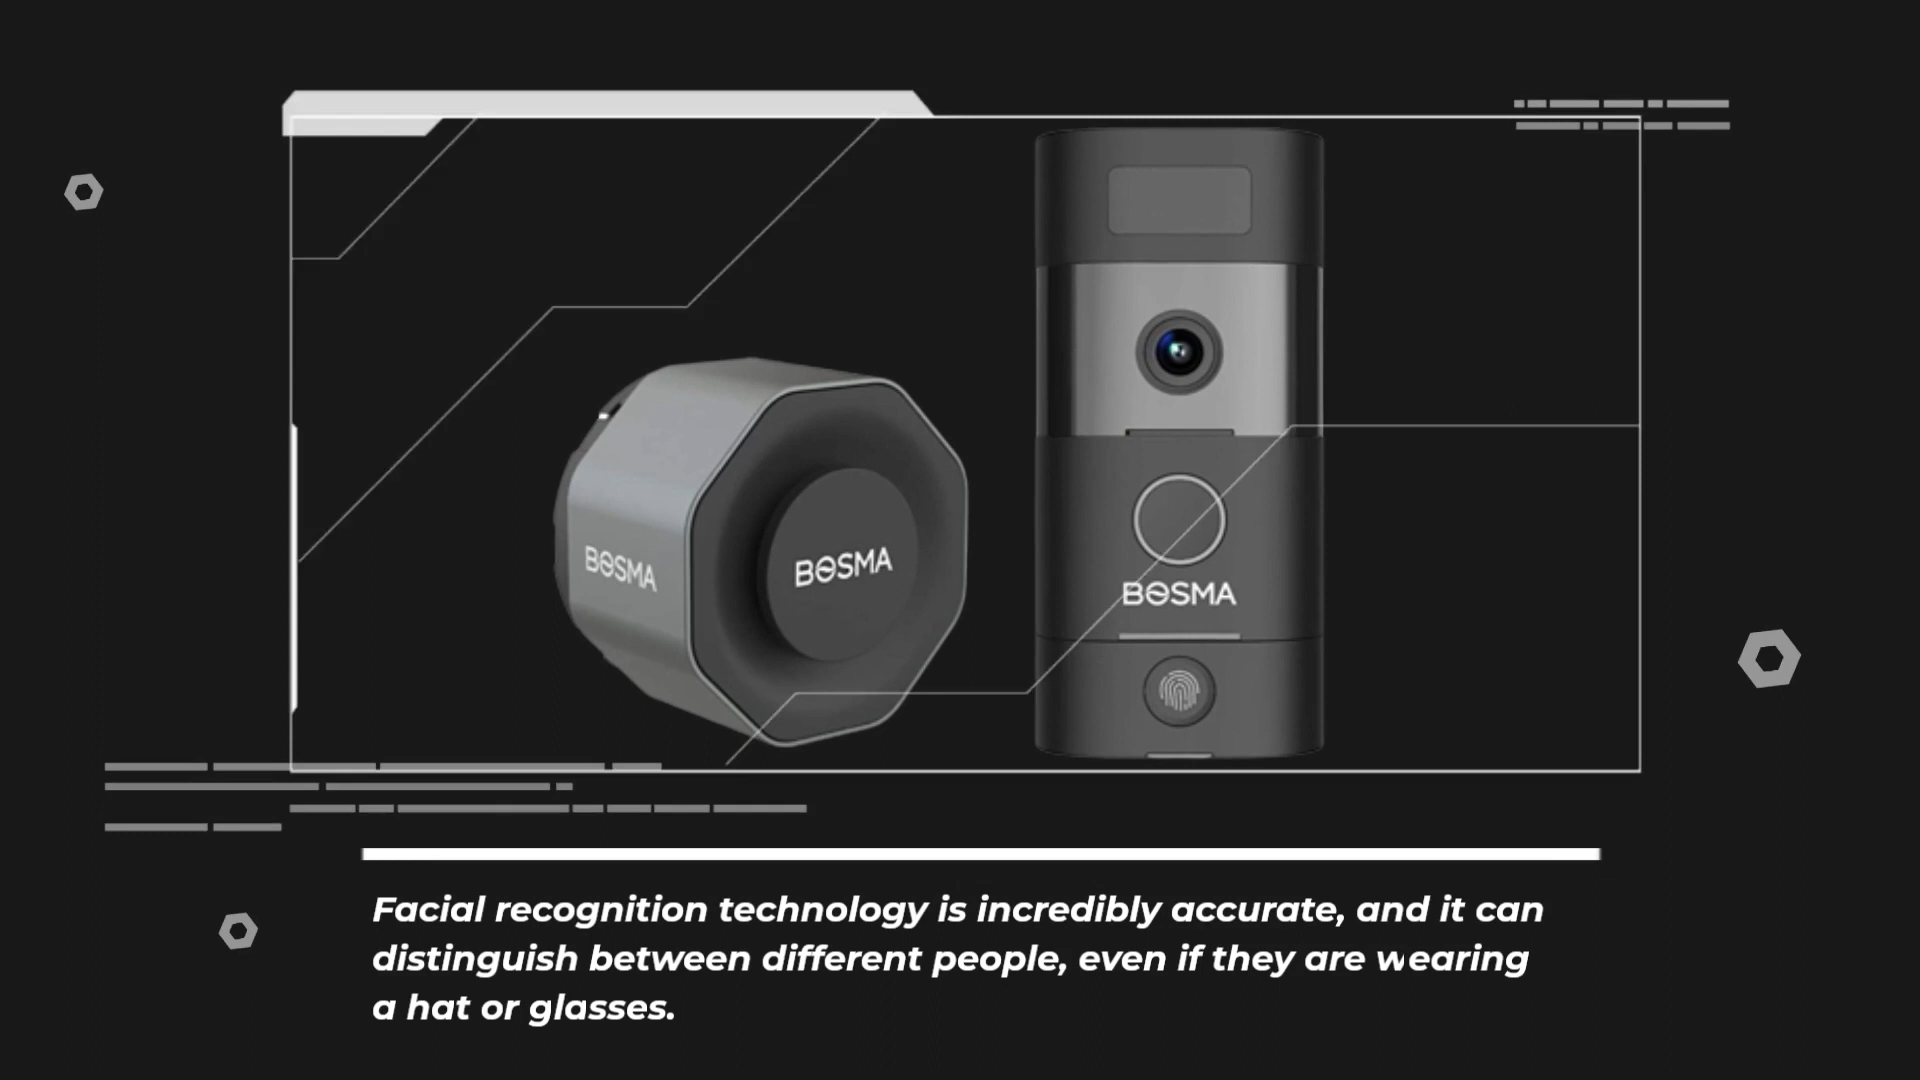 BOSMA
BOSMA
BOSMA
Facial recognition technology is incredibly accurate, and it can
distinguish between different people, even if they are wearing
a hat or glasses.